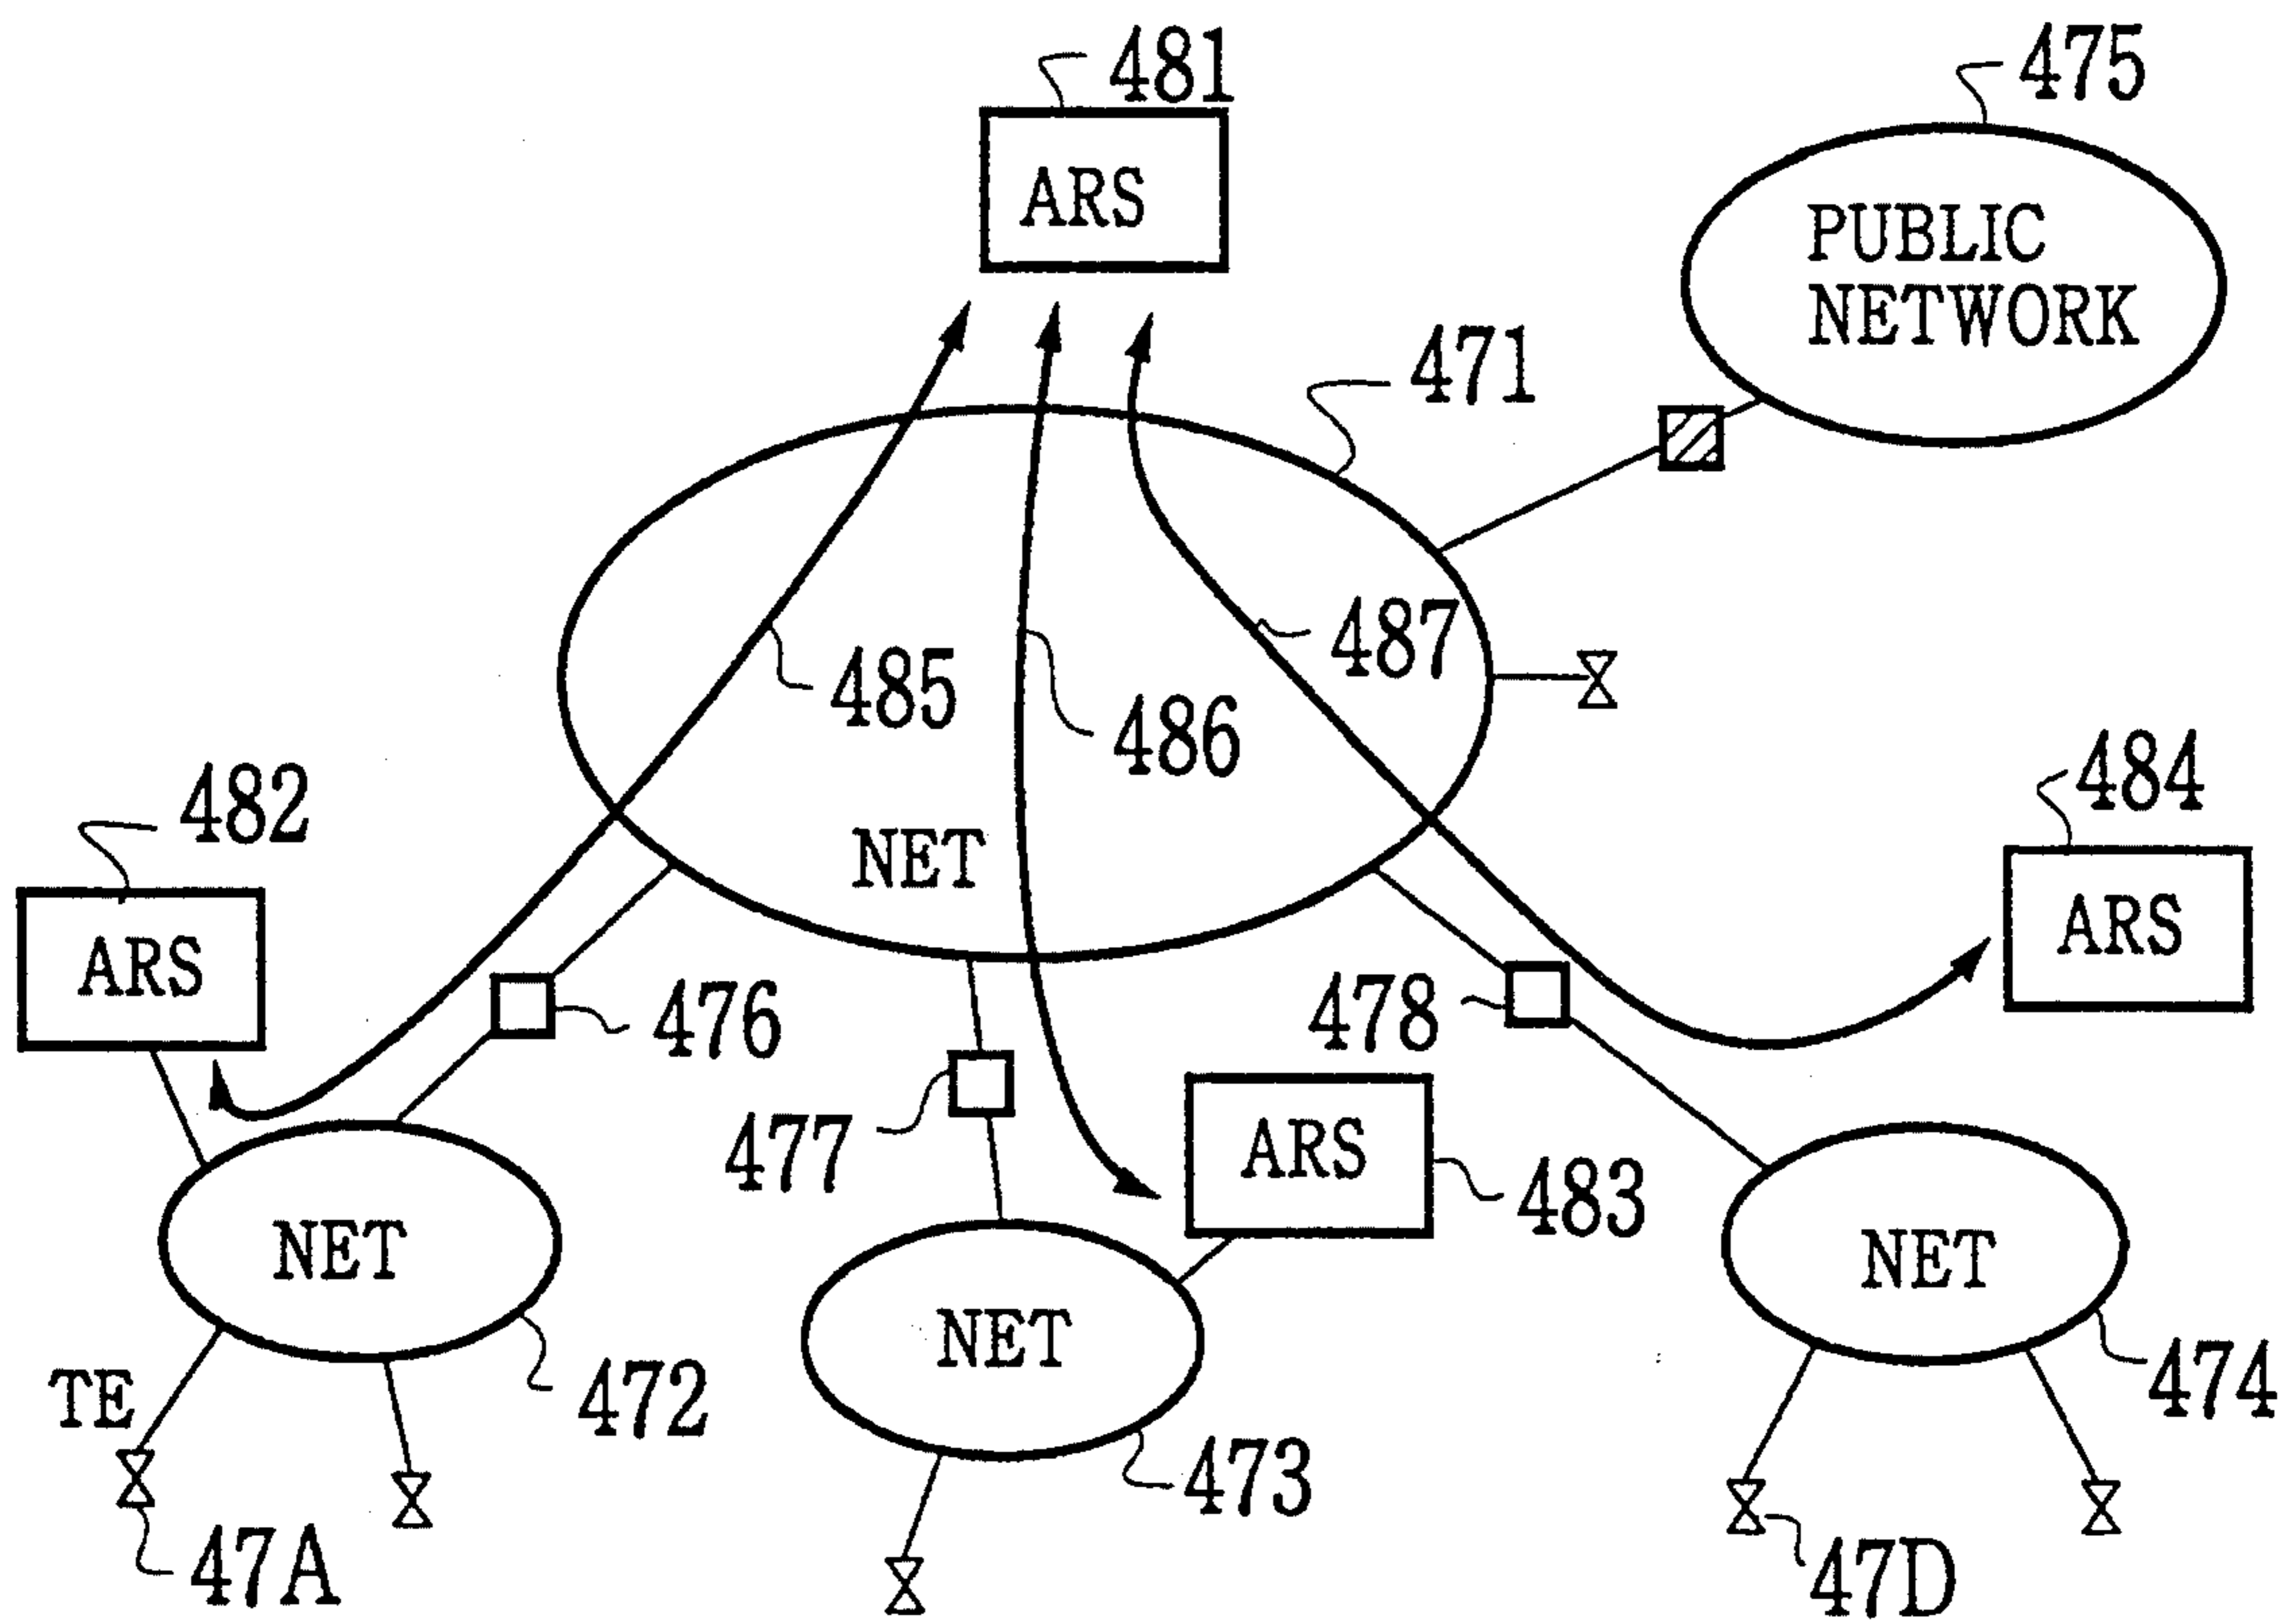 481
475
ARS
PUBLIC
NETWORK
471
487
485
486
482
484
NET
ARS
ARS
476
478
477
ARS
483
NET
NET
NET
TE
472
474
473
47A
47D